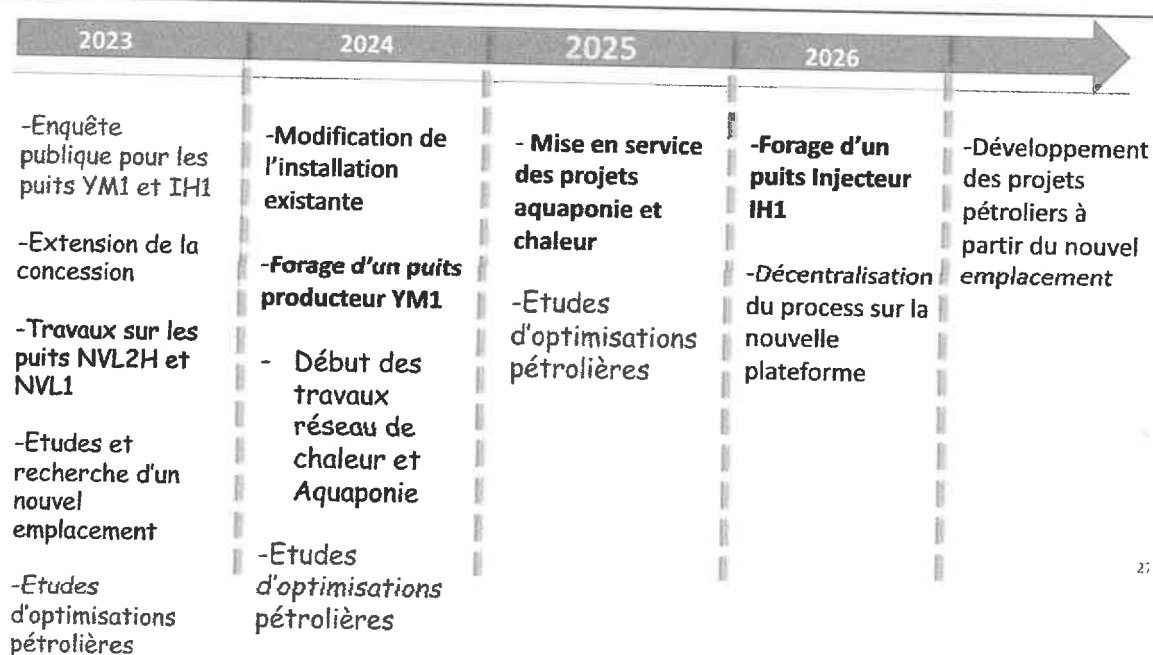 2023
2024
2025
2026
-Enquête
publique pour les
puits YM1 et IH1
-Extension de la
concession
-Travaux sur les
puits NVL2H et
NVL1
-Etudes et
recherche d'un
nouvel
emplacement
-Etudes
d'optimisations
pétrolières
-Modification de
l'installation
existante
-Forage d'un puits
producteur YM1
- Début des
travaux
réseau de
chaleur et
Aquaponie
-Etudes
d'optimisations
pétrolières
- Mise en service
des projets
aquaponie et
chaleur
-Etudes
d'optimisations
pétrolières
-Forage d'un
puits Injecteur
IH1
-Décentralisation
du process sur la
nouvelle
plateforme
-Développement
des projets
pétroliers à
partir du nouvel
emplacement
27